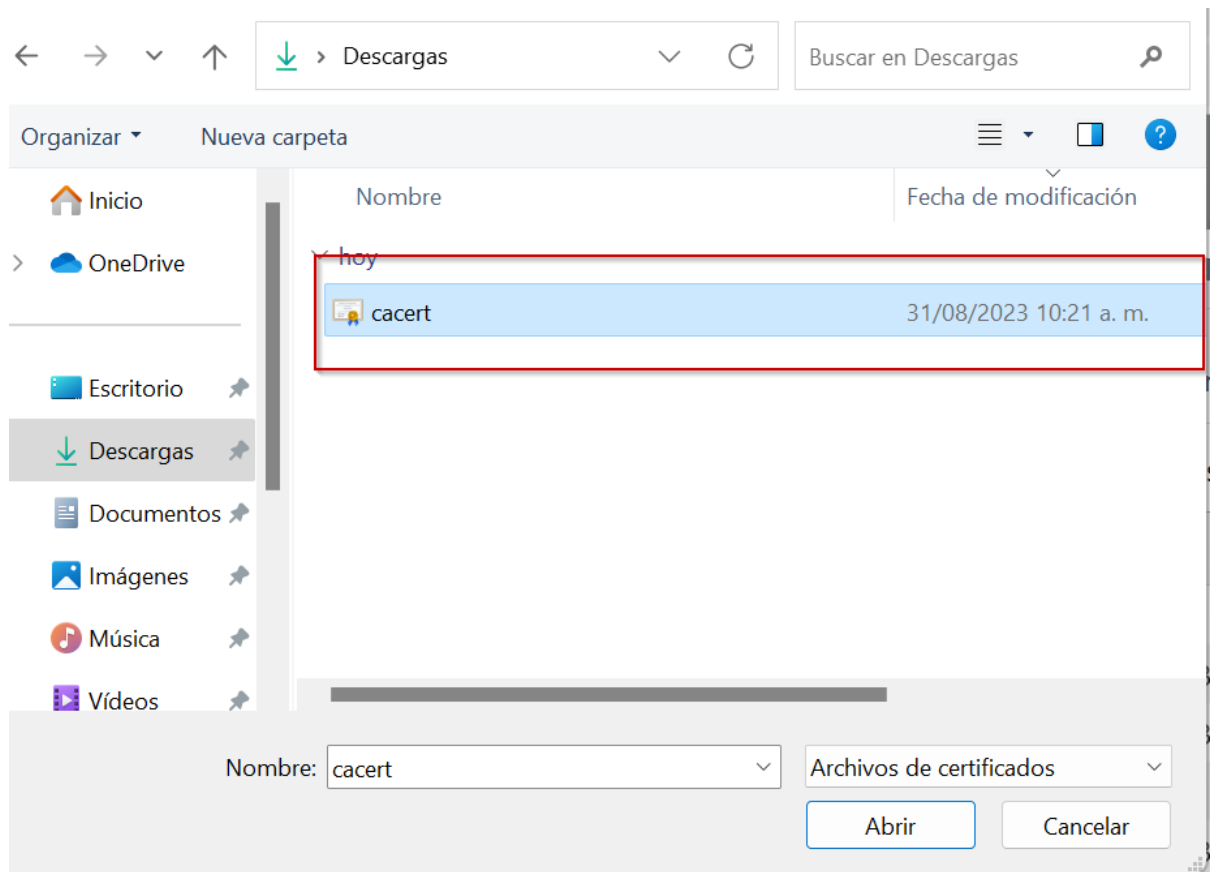 Descargas
Buscar en Descargas
Organizar
Nueva carpeta
Inicio
OneDrive
Escritorio
Descargas
Documentos
Imágenes
Música
Vídeos
Nombre
Fecha de modificación
hoy
cacert
31/08/2023 10:21 a. m.
Nombre:
cacert
Archivos de certificados
Abrir
Cancelar